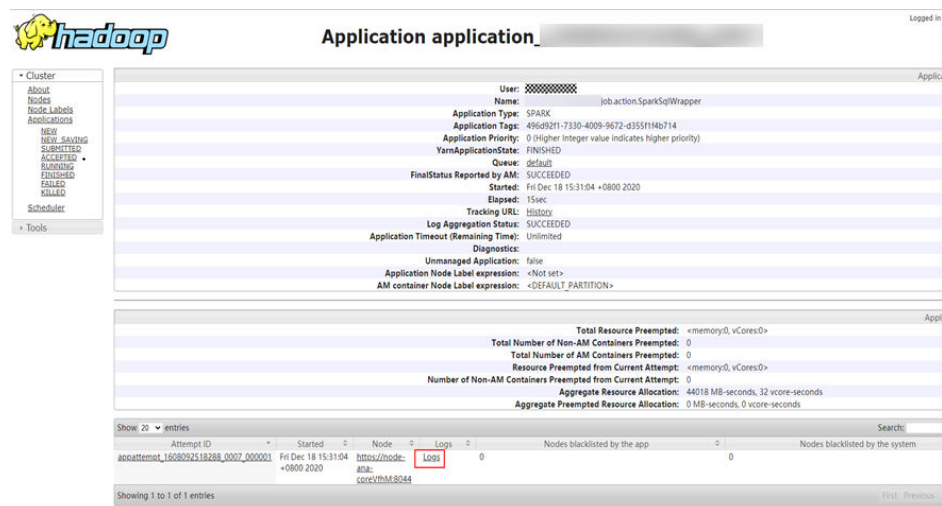 Logged in
hadoop
Application application_
Cluster
About
Nodes
Node Labels
Applications
NEW
NEW_SAVING
SUBMITTED
ACCEPTED
RUNNING
FINISHED
FAILED
KILLED
Scheduler
Tools
Applica
User:
Name: job.action.SparkSqlWrapper
Application Type: SPARK
Application Tags: 496d92f1-7330-4009-9672-d355f1f4b714
Application Priority: 0 (Higher Integer value indicates higher priority)
YarnApplicationState: FINISHED
Queue: default
FinalStatus Reported by AM: SUCCEEDED
Started: Fri Dec 18 15:31:04 +0800 2020
Elapsed: 15sec
Tracking URL: History
Log Aggregation Status: SUCCEEDED
Application Timeout (Remaining Time): Unlimited
Diagnostics:
Unmanaged Application: false
Application Node Label expression: <Not set>
AM container Node Label expression: <DEFAULT_PARTITION>
Appl
Total Resource Preempted: <memory:0, vCores:0>
Total Number of Non-AM Containers Preempted: 0
Total Number of AM Containers Preempted: 0
Resource Preempted from Current Attempt: <memory:0, vCores:0>
Number of Non-AM Containers Preempted from Current Attempt: 0
Aggregate Resource Allocation: 44018 MB-seconds, 32 vcore-seconds
Aggregate Preempted Resource Allocation: 0 MB-seconds, 0 vcore-seconds
Show 20 entries Search:
Attempt ID Started Node Logs Nodes blacklisted by the app Nodes blacklisted by the system
appattempt_1608092518288_0007_000001 Fri Dec 18 15:31:04 https://node- Logs 0 0
+0800 2020 ana-
coreVfhM:8044
Showing 1 to 1 of 1 entries First Previous